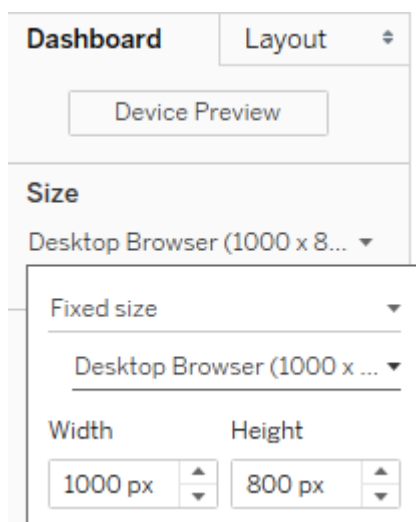 Dashboard Layout
Device Preview
Size
Desktop Browser (1000 x 8...
Fixed size
Desktop Browser (1000 x ...
Width Height
1000 px 800 px